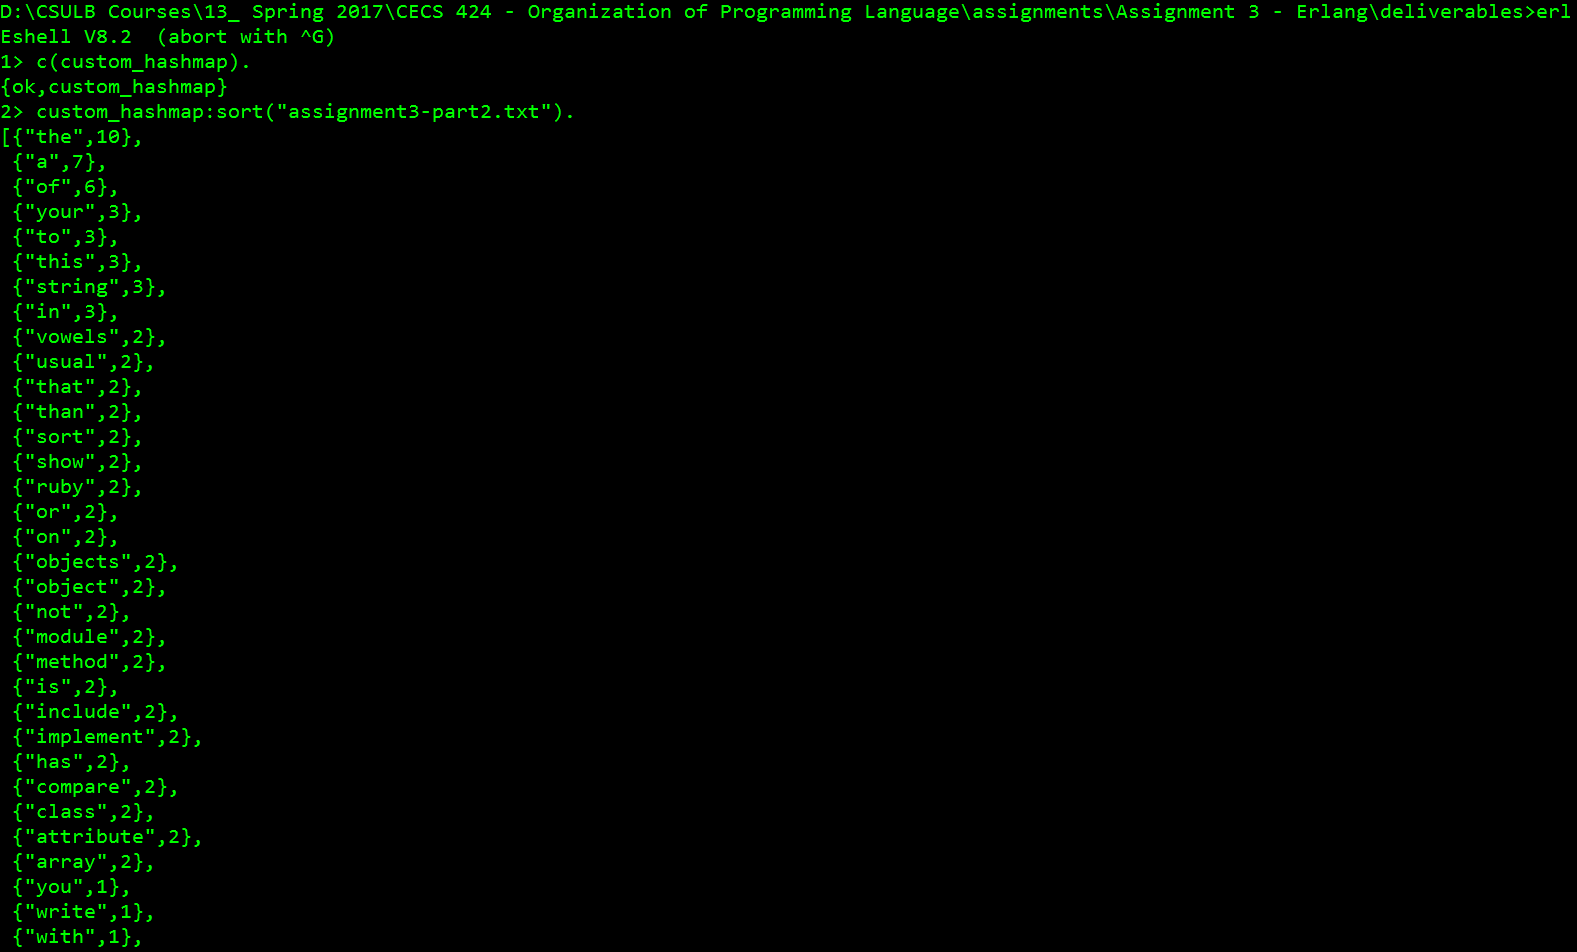 D:\CSULB Courses\13_ Spring 2017\CECS 424 - Organization of Programming Language\assignments\Assignment 3 - Erlang\deliverables>erl
Eshell V8.2  (abort with ^G)
1> c(custom_hashmap).
{ok,custom_hashmap}
2> custom_hashmap:sort("assignment3-part2.txt").
[{"the",10},
 {"a",7},
 {"of",6},
 {"your",3},
 {"to",3},
 {"this",3},
 {"string",3},
 {"in",3},
 {"vowels",2},
 {"usual",2},
 {"that",2},
 {"than",2},
 {"sort",2},
 {"show",2},
 {"ruby",2},
 {"or",2},
 {"on",2},
 {"objects",2},
 {"object",2},
 {"not",2},
 {"module",2},
 {"method",2},
 {"is",2},
 {"include",2},
 {"implement",2},
 {"has",2},
 {"compare",2},
 {"class",2},
 {"attribute",2},
 {"array",2},
 {"you",1},
 {"write",1},
 {"with",1},